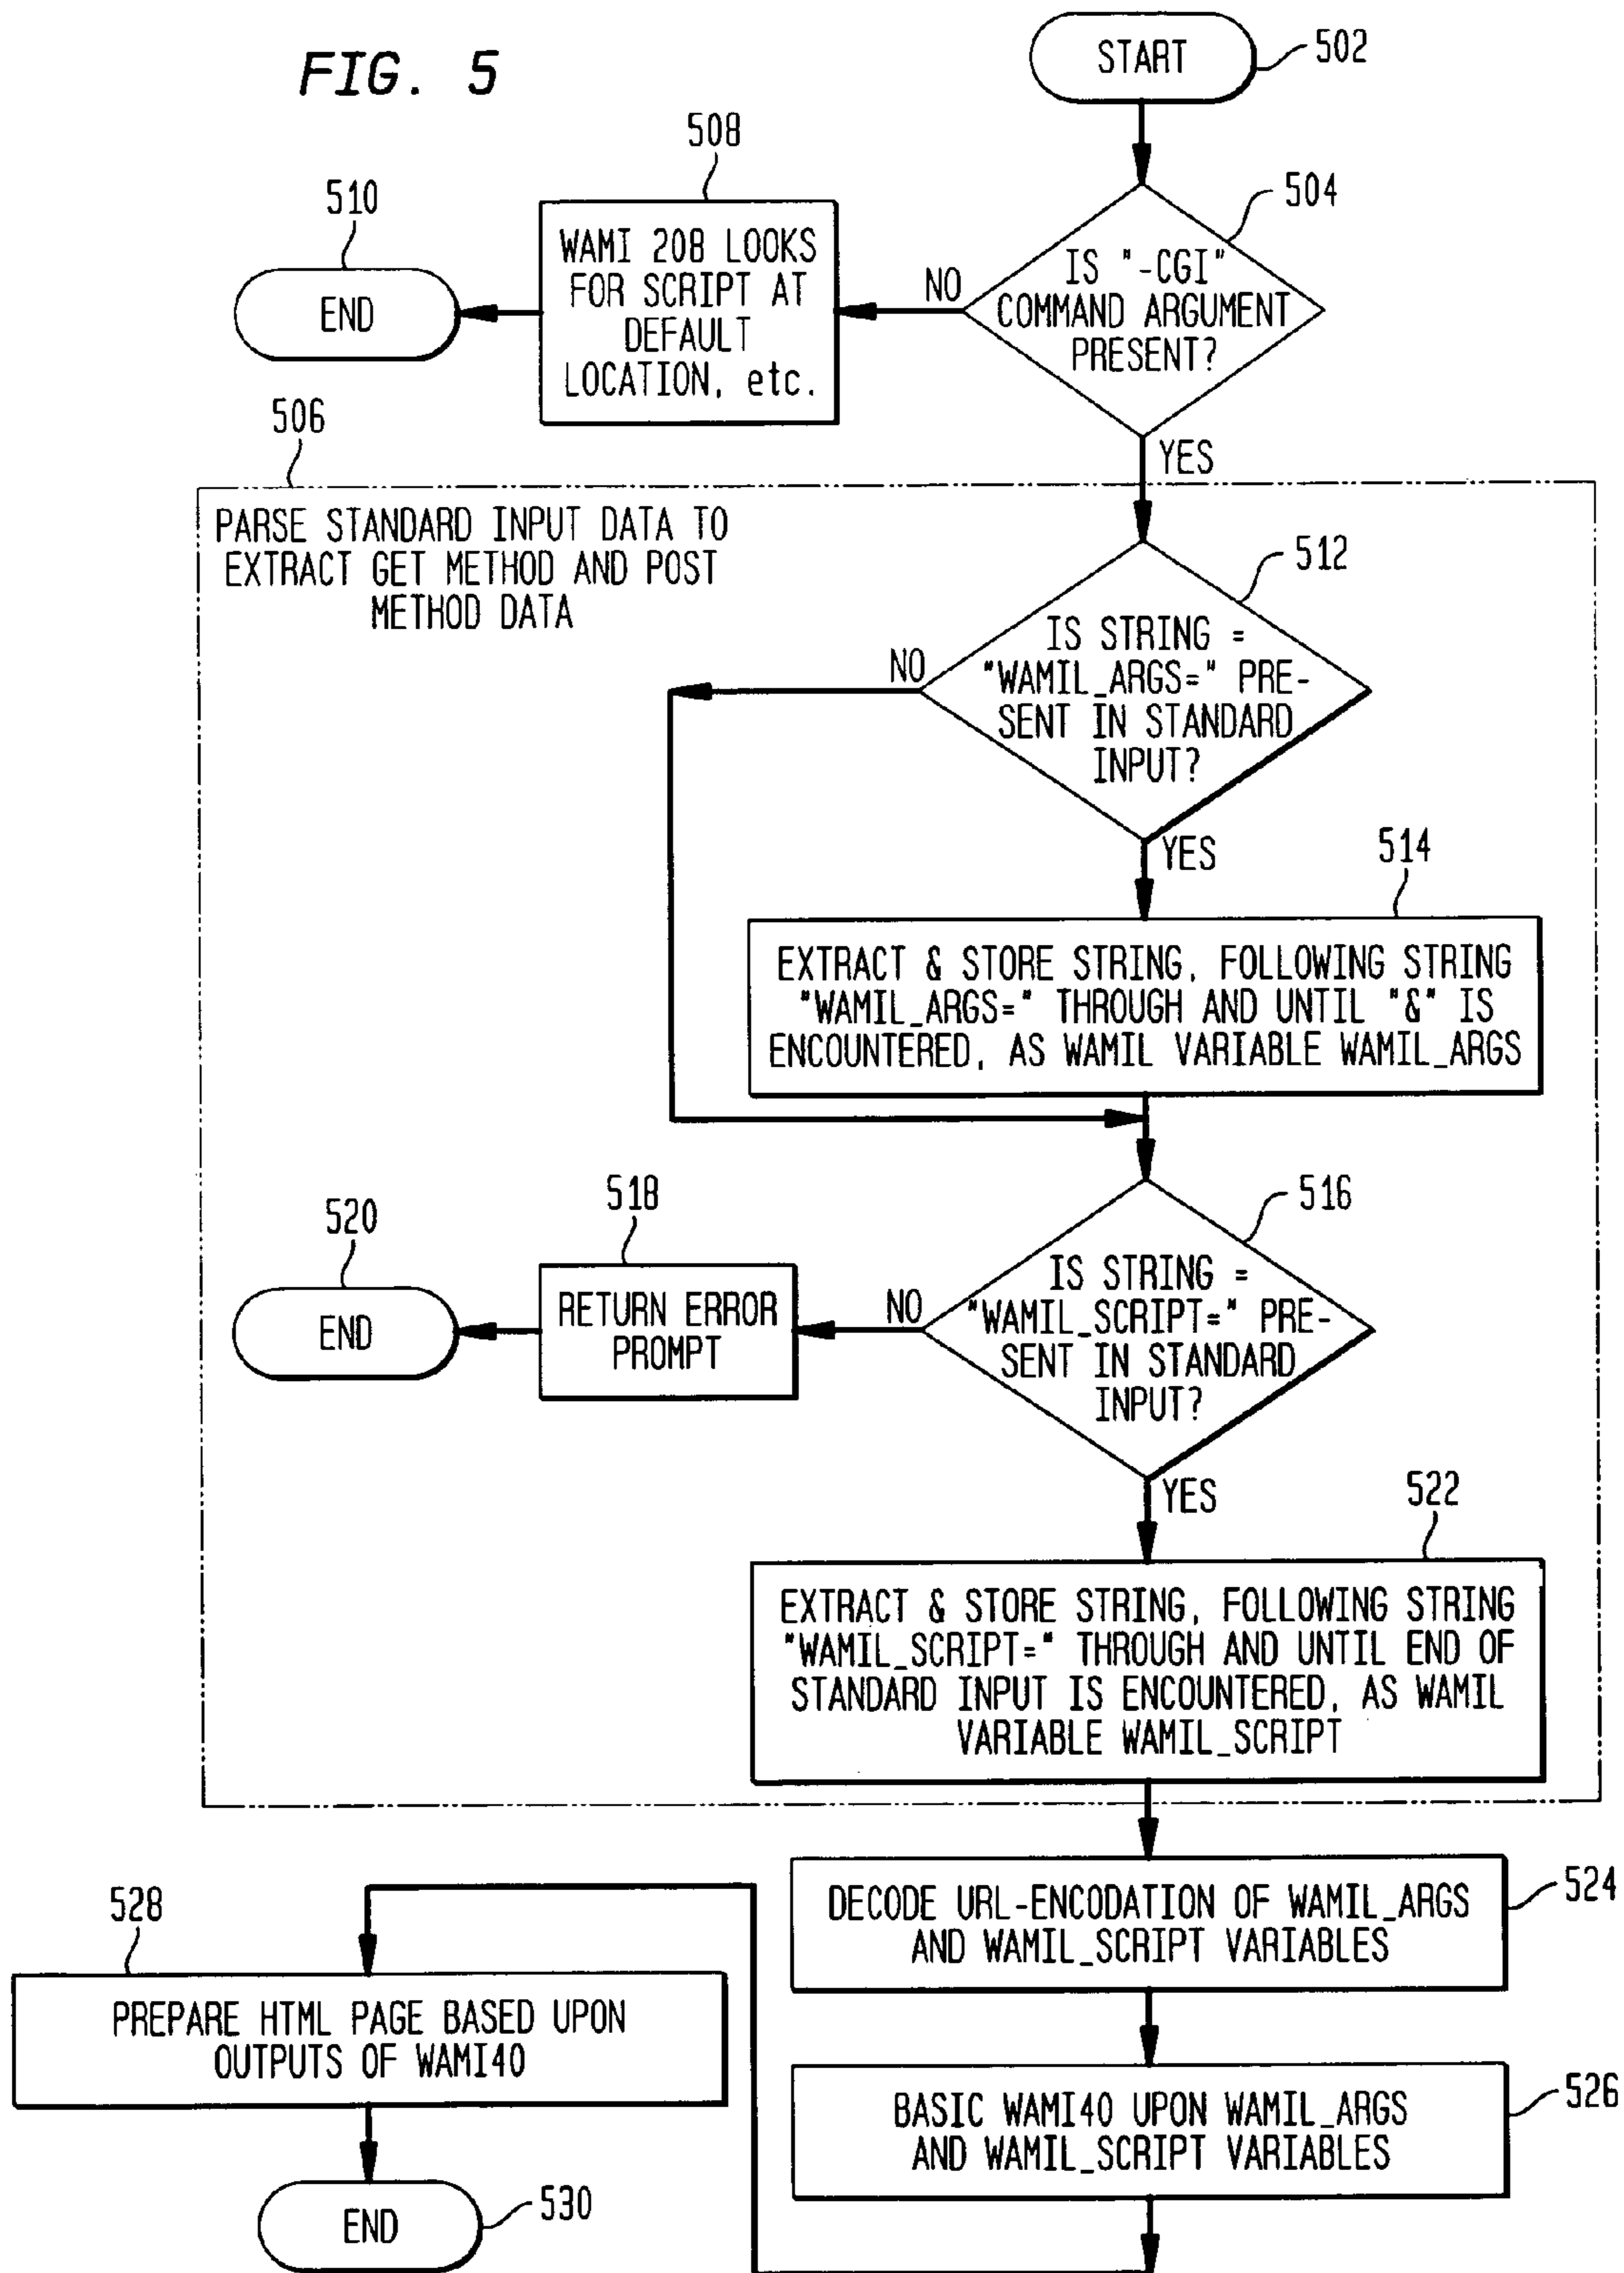 FIG. 5
START
502
508
510
504
WAMI 208 LOOKS
FOR SCRIPT AT
DEFAULT
LOCATION, etc.
END
NO
IS "-CGI"
COMMAND ARGUMENT
PRESENT?
506
YES
PARSE STANDARD INPUT DATA TO
EXTRACT GET METHOD AND POST
METHOD DATA
512
NO
IS STRING =
"WAMIL_ARGS=" PRE-
SENT IN STANDARD
INPUT?
YES
514
EXTRACT & STORE STRING, FOLLOWING STRING
"WAMIL_ARGS=" THROUGH AND UNTIL "&" IS
ENCOUNTERED, AS WAMIL VARIABLE WAMIL_ARGS
516
518
520
END
RETURN ERROR
PROMPT
NO
IS STRING =
"WAMIL_SCRIPT=" PRE-
SENT IN STANDARD
INPUT?
YES
522
EXTRACT & STORE STRING, FOLLOWING STRING
"WAMIL_SCRIPT=" THROUGH AND UNTIL END OF
STANDARD INPUT IS ENCOUNTERED, AS WAMIL
VARIABLE WAMIL_SCRIPT
524
DECODE URL-ENCODATION OF WAMIL_ARGS
AND WAMIL_SCRIPT VARIABLES
528
PREPARE HTML PAGE BASED UPON
OUTPUTS OF WAMI40
526
BASIC WAMI40 UPON WAMIL_ARGS
AND WAMIL_SCRIPT VARIABLES
END
530